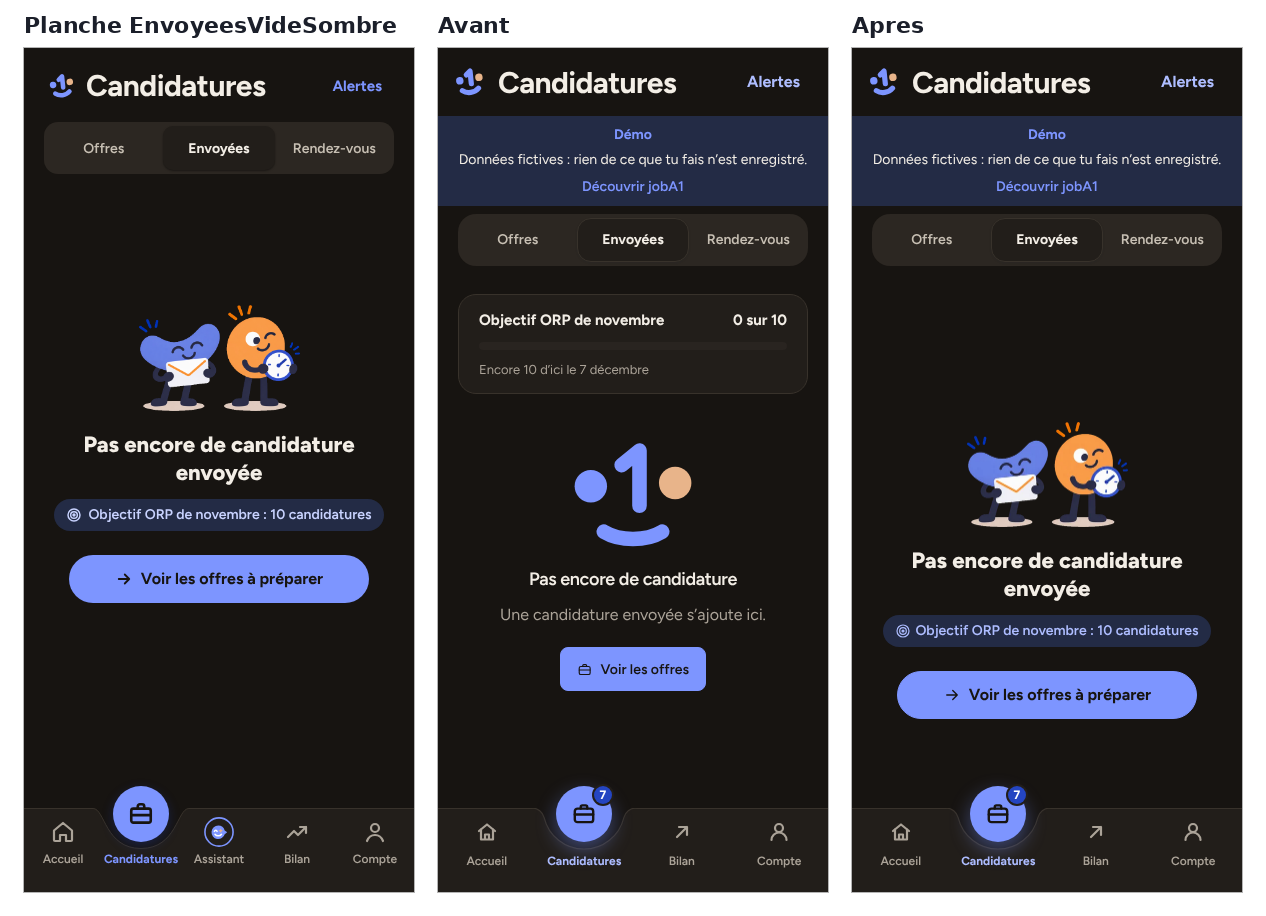 Planche EnvoyeesVideSombre
Candidatures
Alertes
Offres
Envoyées
Rendez-vous
Pas encore de candidature
envoyée
Objectif ORP de novembre : 10 candidatures
Voir les offres à préparer
Accueil
Candidatures
Assistant
Bilan
Compte
Avant
Candidatures
Alertes
Démo
Données fictives : rien de ce que tu fais n’est enregistré.
Découvrir jobA1
Offres
Envoyées
Rendez-vous
Objectif ORP de novembre
0 sur 10
Encore 10 d’ici le 7 décembre
1
Pas encore de candidature
Une candidature envoyée s’ajoute ici.
Voir les offres
7
Accueil
Candidatures
Bilan
Compte
Apres
Candidatures
Alertes
Démo
Données fictives : rien de ce que tu fais n’est enregistré.
Découvrir jobA1
Offres
Envoyées
Rendez-vous
Pas encore de candidature
envoyée
Objectif ORP de novembre : 10 candidatures
Voir les offres à préparer
7
Accueil
Candidatures
Bilan
Compte